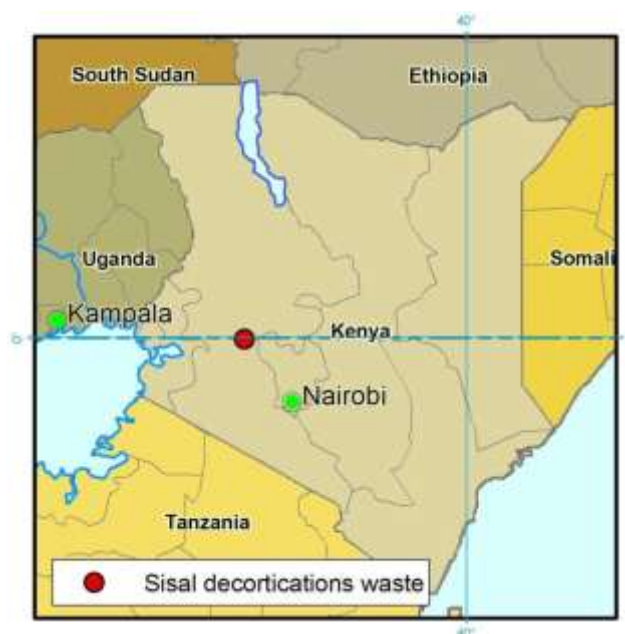 40°
South Sudan
Ethiopia
Uganda
Somali
Kampala
0°
Kenya
Nairobi
Tanzania
Sisal decortications waste
40°